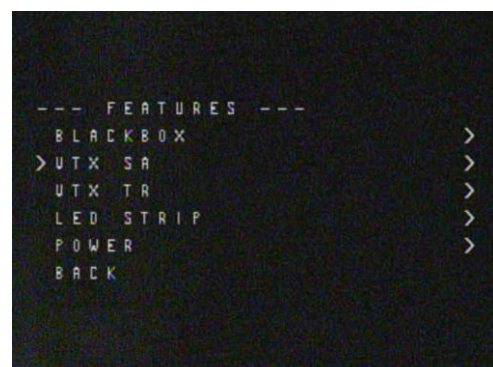 --- FEATURES ---
BLACKBOX >
>VTX SA >
VTX TR >
LED STRIP >
POWER >
BACK